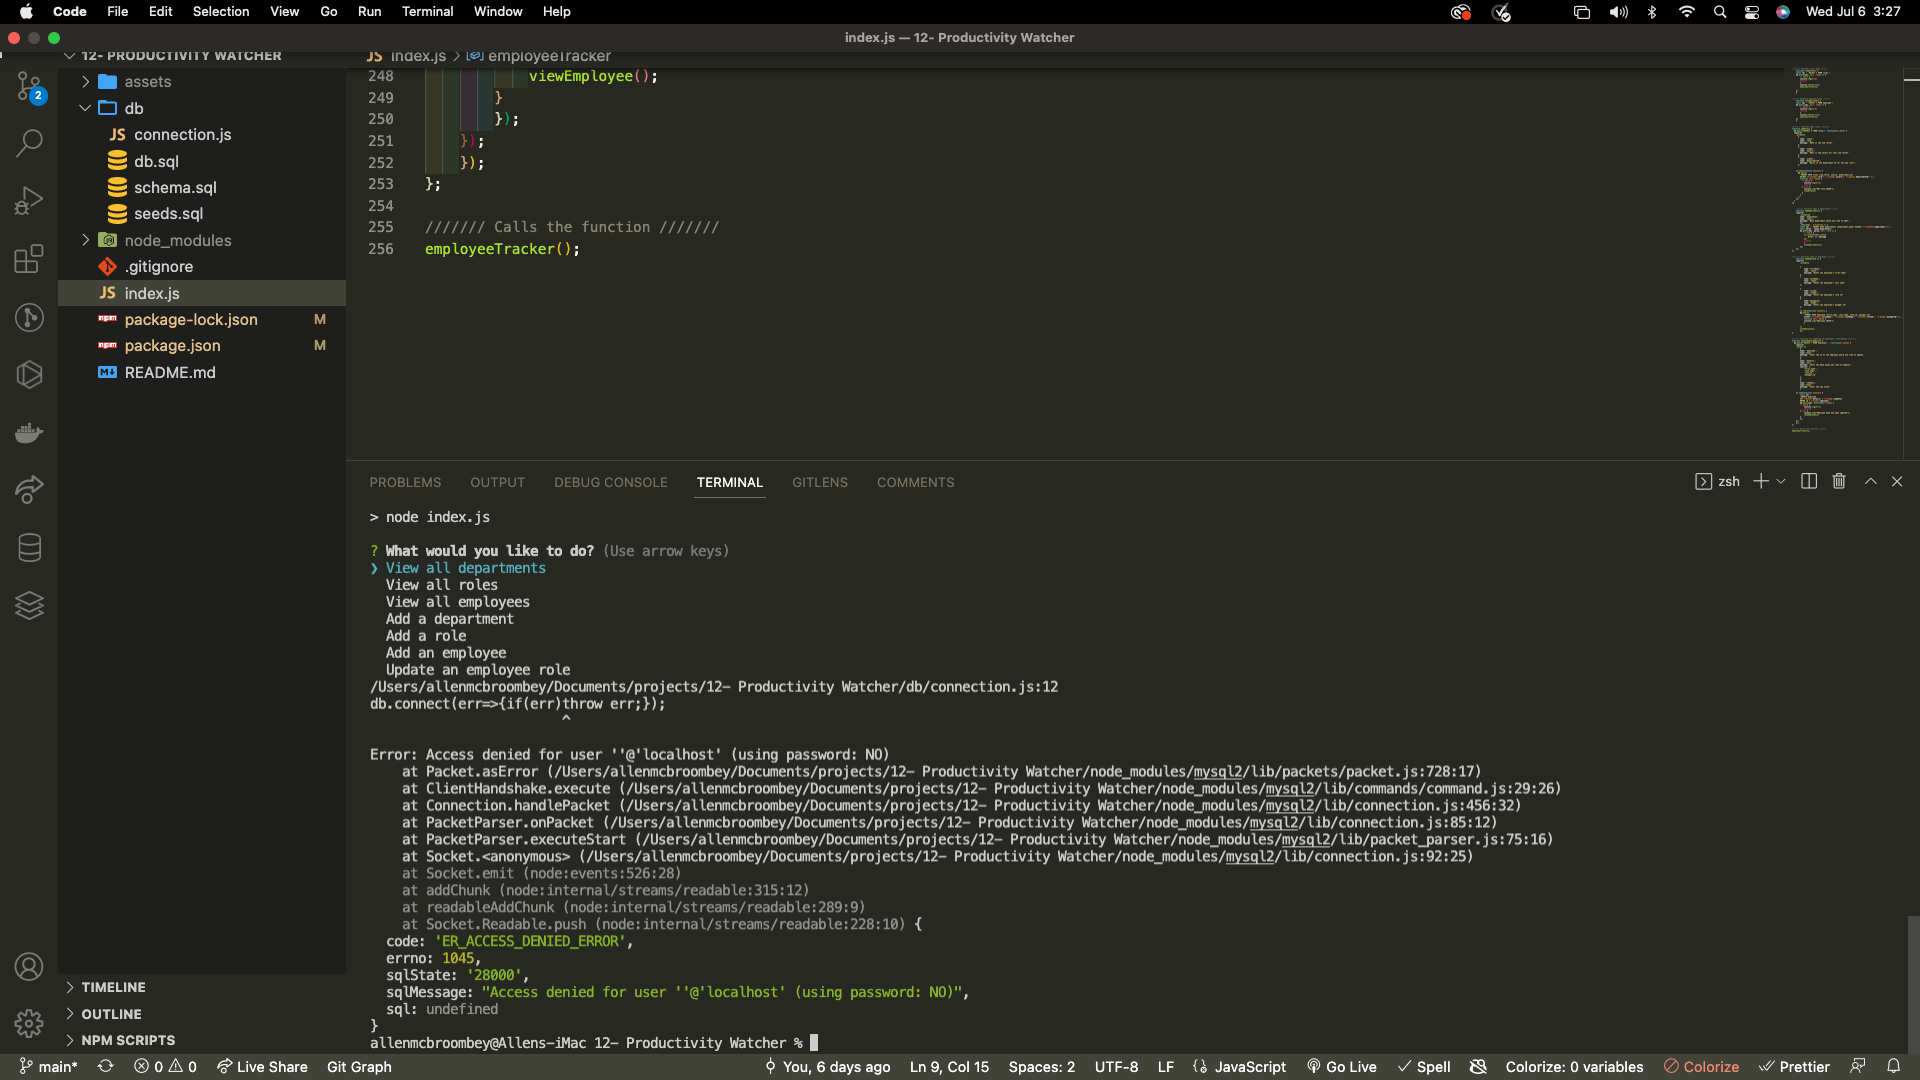 Code File Edit Selection View Go Run Terminal Window Help Wed Jul 6 3:27
index.js — 12- Productivity Watcher
12- PRODUCTIVITY WATCHER
assets
db
JS connection.js
db.sql
schema.sql
seeds.sql
node_modules
.gitignore
JS index.js
package-lock.json M
package.json M
README.md
TIMELINE
OUTLINE
NPM SCRIPTS
2
JS index.js > employeeTracker
248 viewEmployee();
249 }
250 });
251 });
252 });
253 };
254
255 /////// Calls the function ///////
256 employeeTracker();
PROBLEMS OUTPUT DEBUG CONSOLE TERMINAL GITLENS COMMENTS zsh
> node index.js
? What would you like to do? (Use arrow keys)
❯ View all departments
View all roles
View all employees
Add a department
Add a role
Add an employee
Update an employee role
/Users/allenmcbroombey/Documents/projects/12- Productivity Watcher/db/connection.js:12
db.connect(err=>{if(err)throw err;});
^
Error: Access denied for user ''@'localhost' (using password: NO)
at Packet.asError (/Users/allenmcbroombey/Documents/projects/12- Productivity Watcher/node_modules/mysql2/lib/packets/packet.js:728:17)
at ClientHandshake.execute (/Users/allenmcbroombey/Documents/projects/12- Productivity Watcher/node_modules/mysql2/lib/commands/command.js:29:26)
at Connection.handlePacket (/Users/allenmcbroombey/Documents/projects/12- Productivity Watcher/node_modules/mysql2/lib/connection.js:456:32)
at PacketParser.onPacket (/Users/allenmcbroombey/Documents/projects/12- Productivity Watcher/node_modules/mysql2/lib/connection.js:85:12)
at PacketParser.executeStart (/Users/allenmcbroombey/Documents/projects/12- Productivity Watcher/node_modules/mysql2/lib/packet_parser.js:75:16)
at Socket.<anonymous> (/Users/allenmcbroombey/Documents/projects/12- Productivity Watcher/node_modules/mysql2/lib/connection.js:92:25)
at Socket.emit (node:events:526:28)
at addChunk (node:internal/streams/readable:315:12)
at readableAddChunk (node:internal/streams/readable:289:9)
at Socket.Readable.push (node:internal/streams/readable:228:10) {
code: 'ER_ACCESS_DENIED_ERROR',
errno: 1045,
sqlState: '28000',
sqlMessage: "Access denied for user ''@'localhost' (using password: NO)",
sql: undefined
}
allenmcbroombey@Allens-iMac 12- Productivity Watcher %
main* 0 0 Live Share Git Graph You, 6 days ago Ln 9, Col 15 Spaces: 2 UTF-8 LF {} JavaScript Go Live Spell Colorize: 0 variables Colorize Prettier